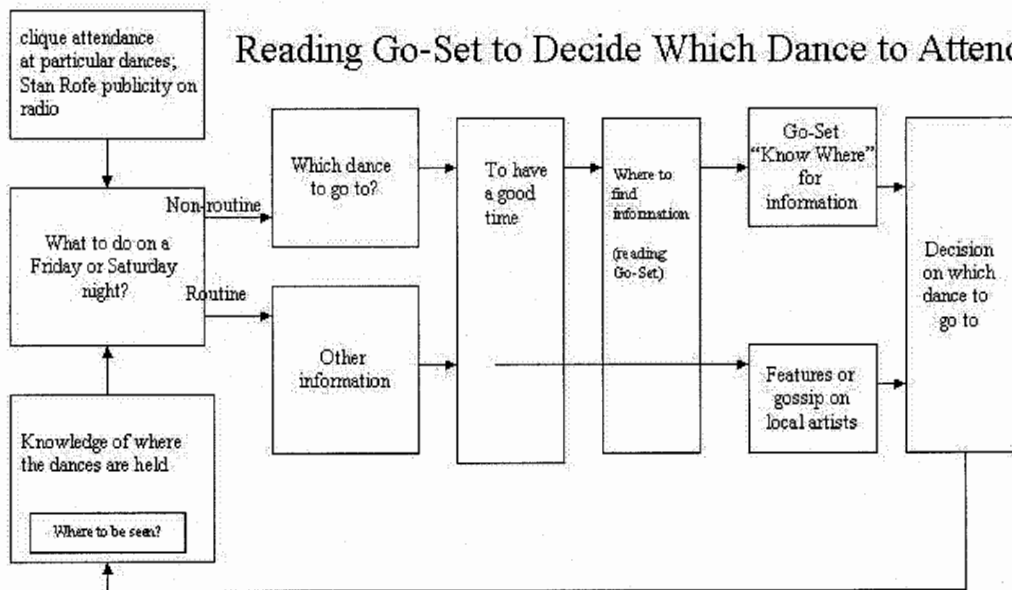 Reading Go-Set to Decide Which Dance to Attend
clique attendance
at particular dances;
Stan Rofe publicity on
radio
What to do on a
Friday or Saturday
night?
Knowledge of where
the dances are held
Where to be seen?
Non-routine
Routine
Which dance
to go to?
Other
information
To have
a good
time
Where to
find
information
(reading
Go-Set)
Go-Set
"Know Where"
for
information
Features or
gossip on
local artists
Decision
on which
dance to
go to